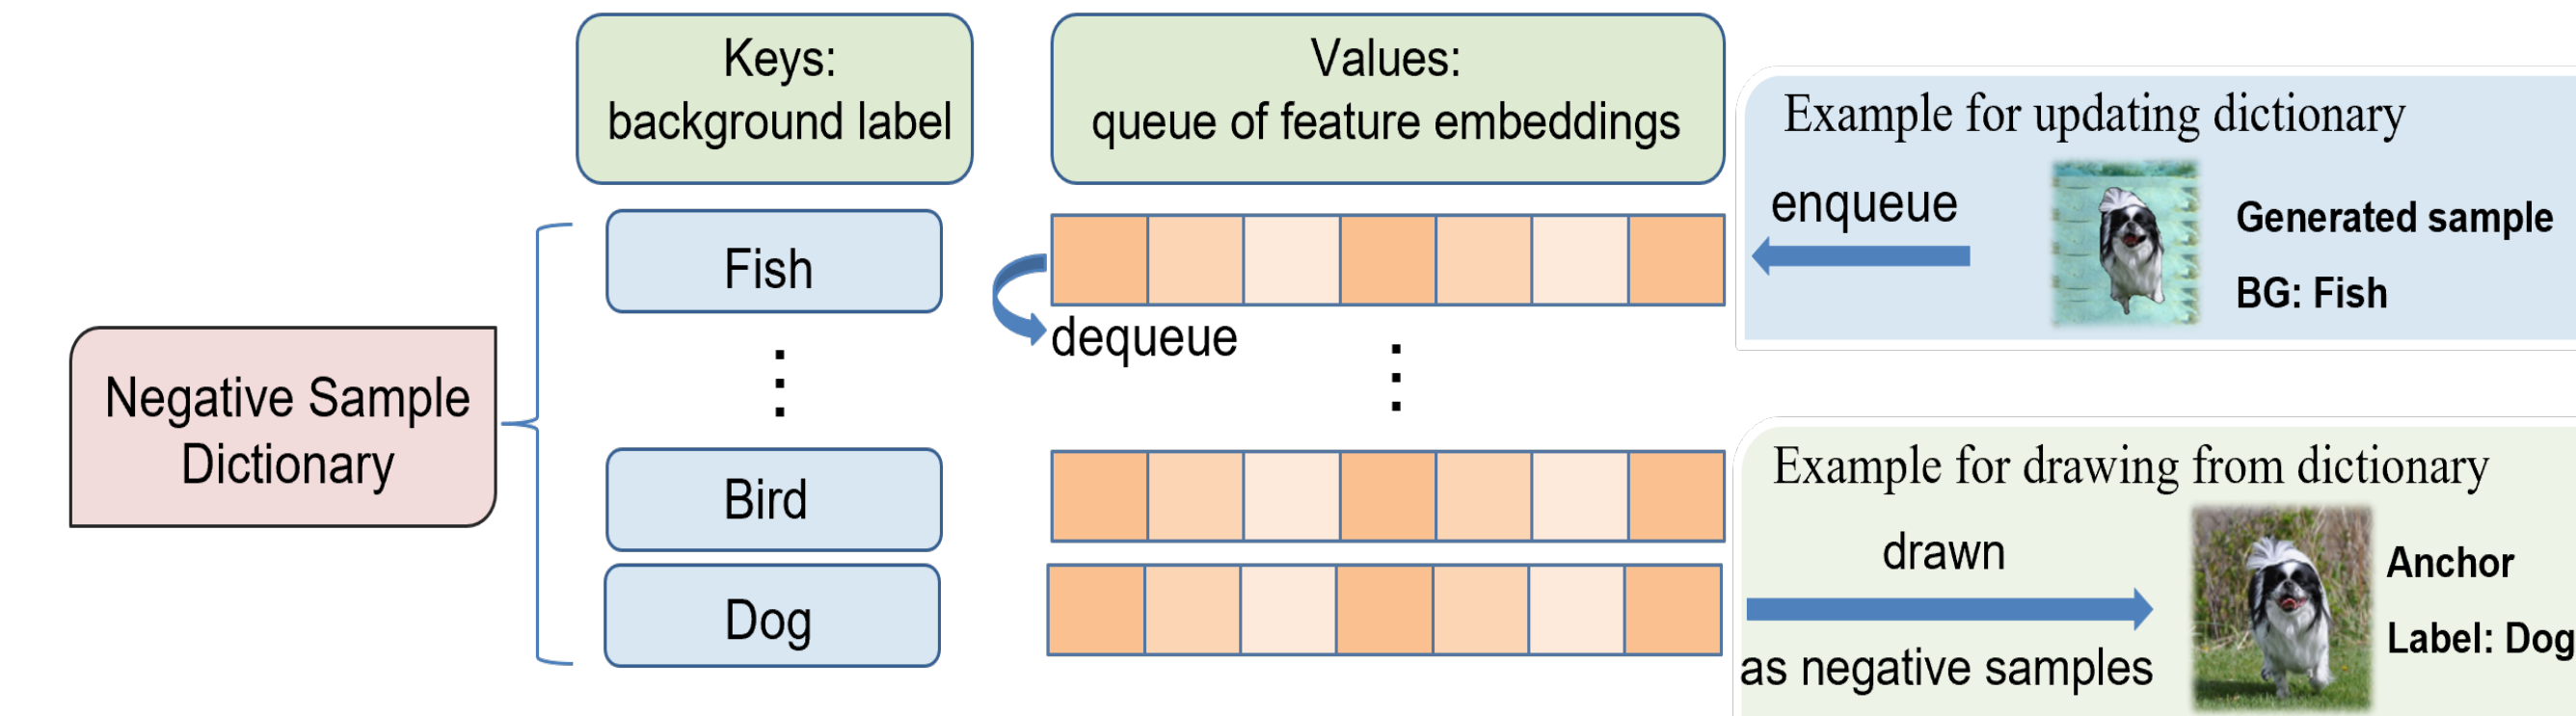 Keys:
background label
Values:
queue of feature embeddings
Example for updating dictionary
enqueue
Generated sample
BG: Fish
Fish
dequeue
Negative Sample
Dictionary
Bird
Dog
Example for drawing from dictionary
drawn
as negative samples
Anchor
Label: Dog